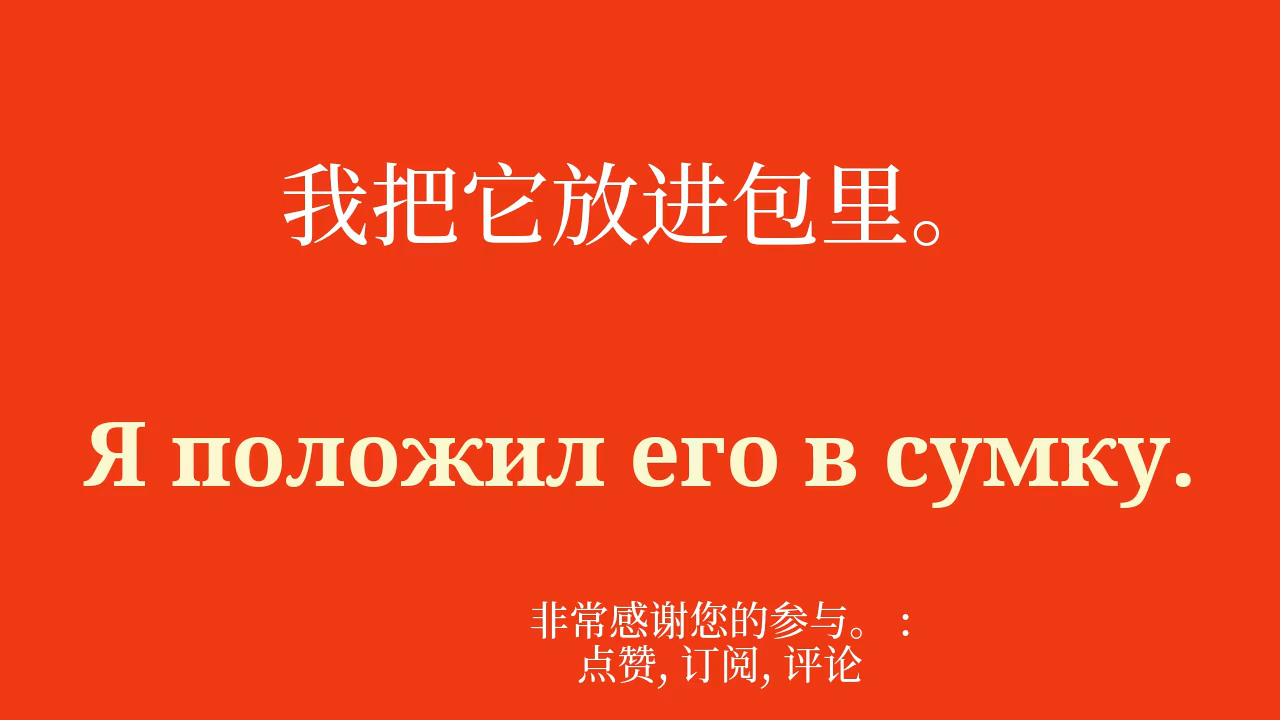 我把它放进包里。
Я положил его в сумку.
非常感谢您的参与。 :
点赞, 订阅, 评论